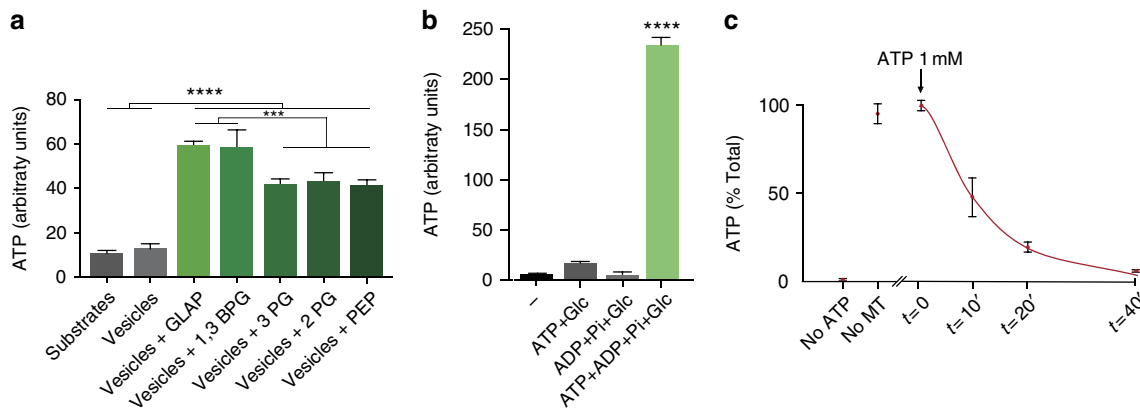 a
ATP (arbitraty units)
80
60
40
20
0
****
***
Substrates
Vesicles
Vesicles + GLAP
Vesicles + 1,3 BPG
Vesicles + 3 PG
Vesicles + 2 PG
Vesicles + PEP
b
ATP (arbitraty units)
250
200
150
100
50
0
****
–
ATP+Glc
ADP+Pi+Glc
ATP+ADP+Pi+Glc
c
ATP 1 mM
ATP (% Total)
100
50
0
No ATP
No MT
t=0
t=10′
t=20′
t=40′